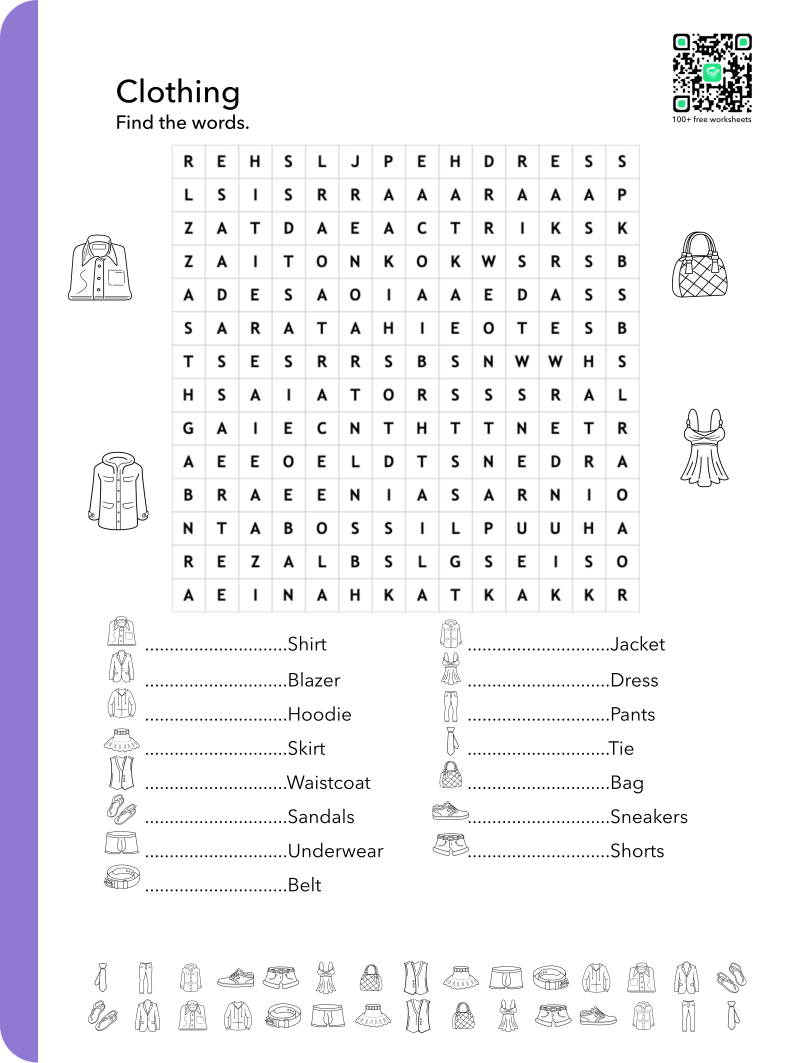 100+ free worksheets
Clothing
Find the words.
R E H S L J P E H D R E S S
L S I S R R A A A R A A A P
Z A T D A E A C T R I K S K
Z A I T O N K O K W S R S B
A D E S A O I A A E D A S S
S A R A T A H I E O T E S B
T S E S R R S B S N W W H S
H S A I A T O R S S S R A L
G A I E C N T H T T N E T R
A E E O E L D T S N E D R A
B R A E E N I A S A R N I O
N T A B O S S I L P U U H A
R E Z A L B S L G S E I S O
A E I N A H K A T K A K K R
.............................Shirt
.............................Blazer
.............................Hoodie
.............................Skirt
.............................Waistcoat
.............................Sandals
.............................Underwear
.............................Belt
.............................Jacket
.............................Dress
.............................Pants
.............................Tie
.............................Bag
.............................Sneakers
.............................Shorts